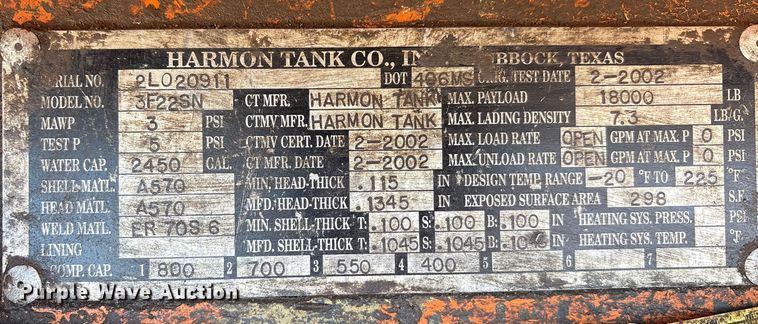 HARMON TANK CO., IN BBOCK, TEXAS
SERIAL NO. 2L020911 DOT 406MS ORIG. TEST DATE 2-2002
MODEL NO. 3F22SN CT MFR. HARMON TANK MAX. PAYLOAD 18000 LB
MAWP 3 PSI CTMV MFR. HARMON TANK MAX. LADING DENSITY 7.3 LB/G.
TEST P 5 PSI CTMV CERT. DATE 2-2002 MAX. LOAD RATE OPEN GPM AT MAX. P 0 PSI
WATER CAP. 2450 GAL. CT MFR. DATE 2-2002 MAX. UNLOAD RATE OPEN GPM AT MAX. P 0 PSI
SHELL MATL. A570 MIN. HEAD-THICK .115 IN DESIGN TEMP. RANGE -20 °F TO 225 °F
HEAD MATL. A570 MFD. HEAD-THICK .1345 IN EXPOSED SURFACE AREA 298 S.F.
WELD MATL. ER 70S 6 MIN. SHELL-THICK T: .100 S: .100 B: .100 IN HEATING SYS. PRESS. PSI
LINING MFD. SHELL-THICK T: .1045 S: .1045 B: .1045 IN HEATING SYS. TEMP. °F
COMP. CAP. 1 800 2 700 3 550 4 400 5 6 7
Purple Wave Auction